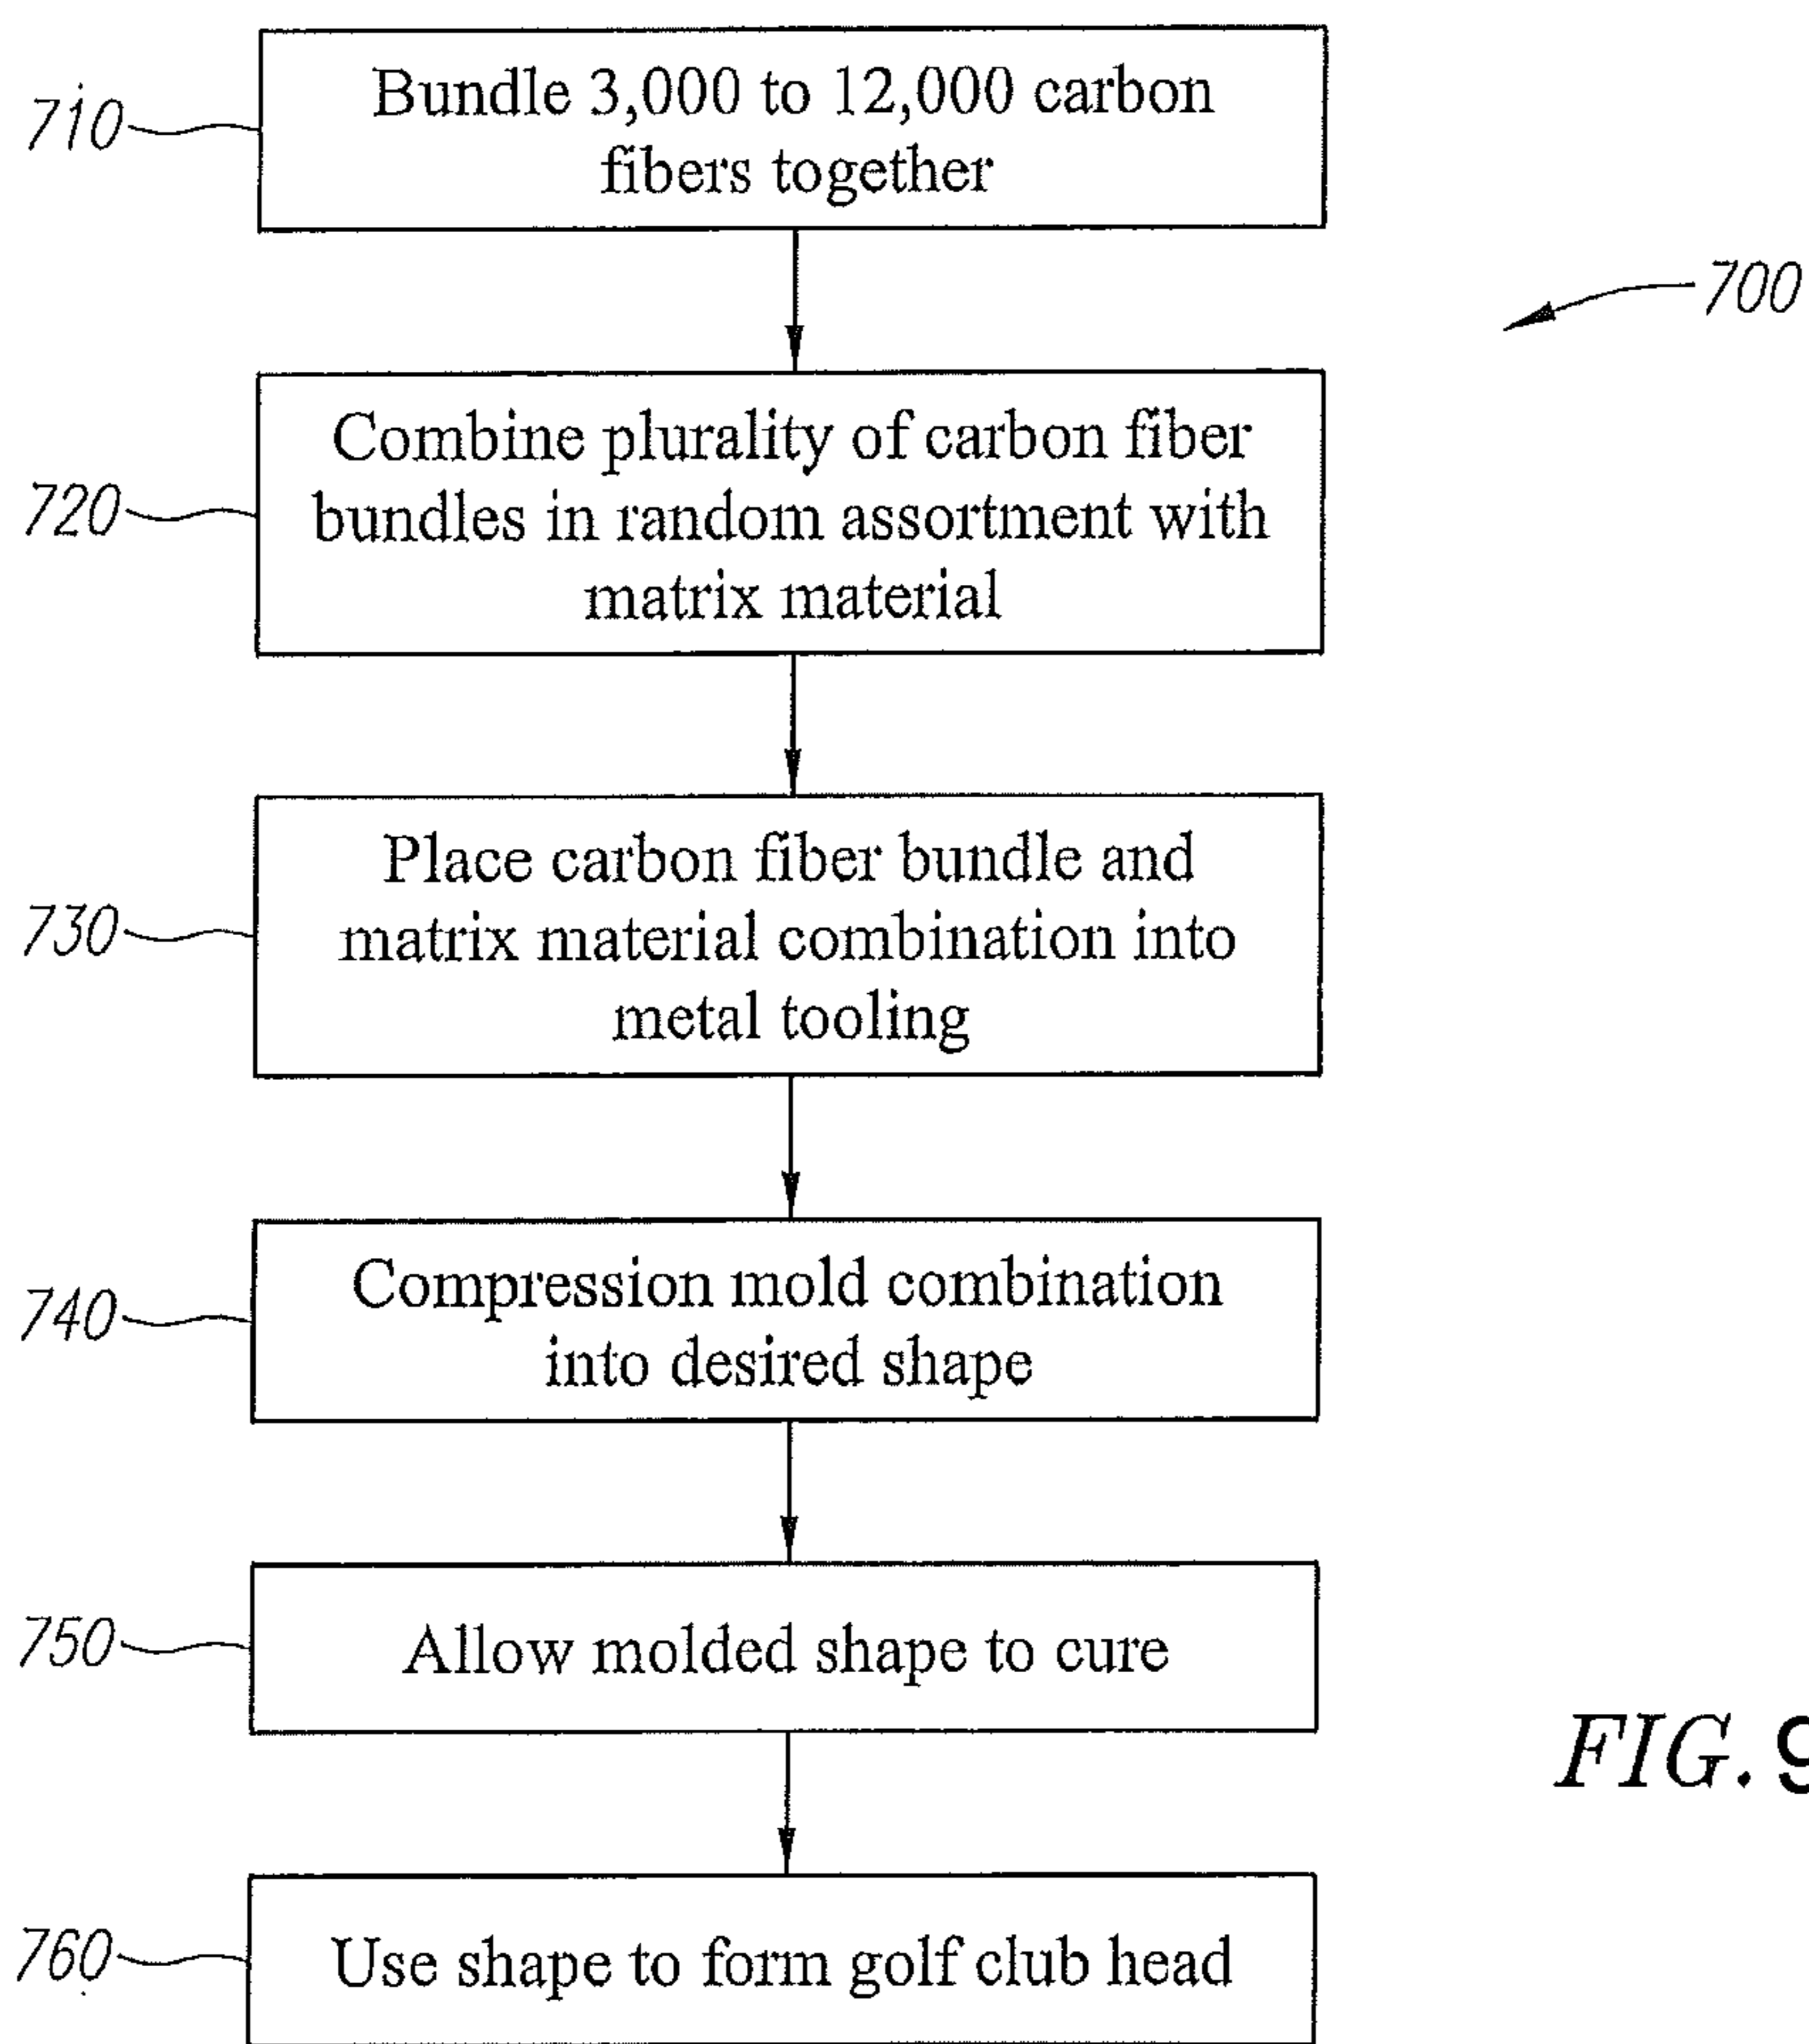 710
Bundle 3,000 to 12,000 carbon
fibers together
700
720
Combine plurality of carbon fiber
bundles in random assortment with
matrix material
730
Place carbon fiber bundle and
matrix material combination into
metal tooling
740
Compression mold combination
into desired shape
750
Allow molded shape to cure
FIG. 9
760
Use shape to form golf club head